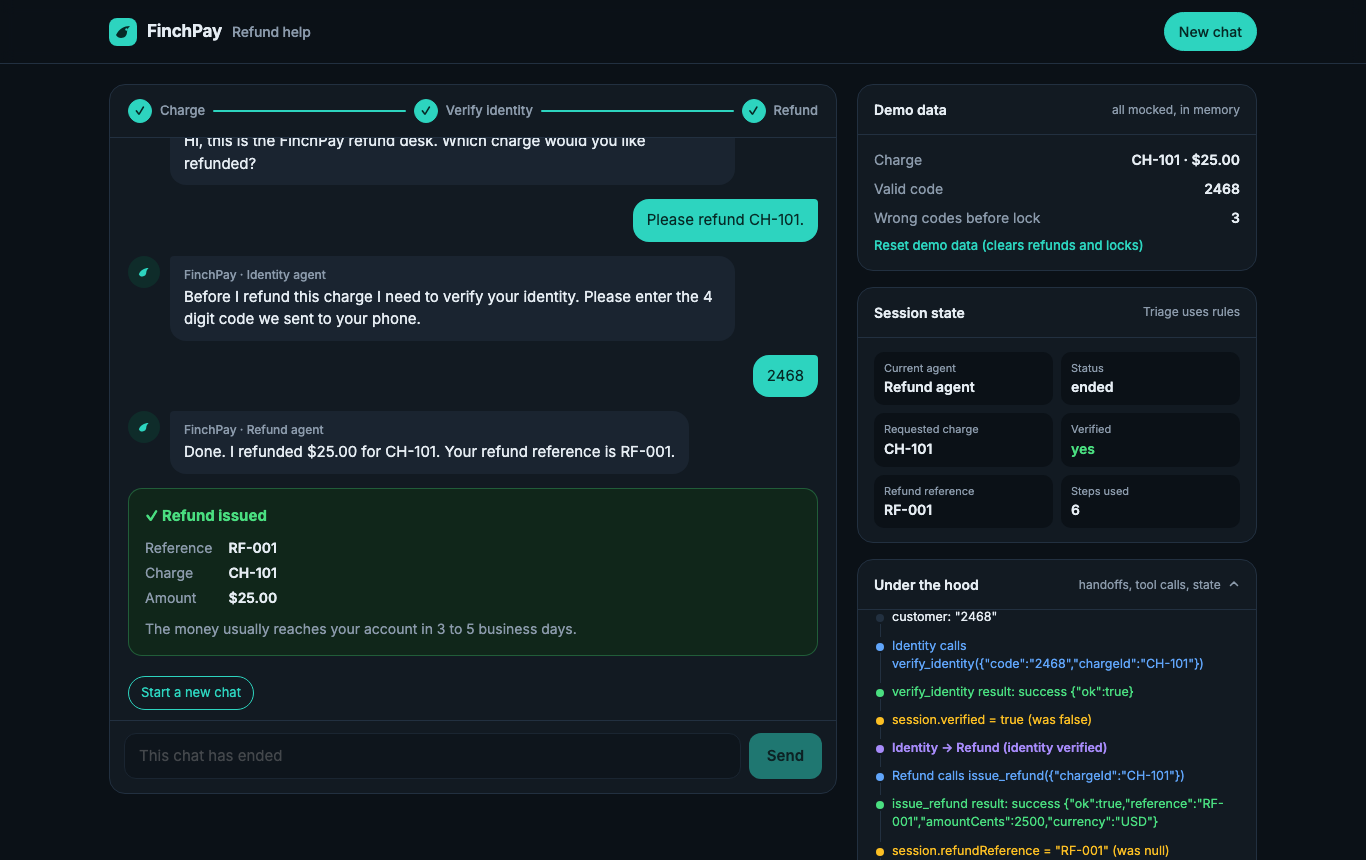 FinchPay Refund help
New chat
Charge
Verify identity
Refund
Hi, this is the FinchPay refund desk. Which charge would you like
refunded?
Please refund CH-101.
FinchPay · Identity agent
Before I refund this charge I need to verify your identity. Please enter the 4
digit code we sent to your phone.
2468
FinchPay · Refund agent
Done. I refunded $25.00 for CH-101. Your refund reference is RF-001.
Refund issued
Reference RF-001
Charge CH-101
Amount $25.00
The money usually reaches your account in 3 to 5 business days.
Start a new chat
This chat has ended
Send
Demo data all mocked, in memory
Charge CH-101 · $25.00
Valid code 2468
Wrong codes before lock 3
Reset demo data (clears refunds and locks)
Session state Triage uses rules
Current agent
Refund agent
Status
ended
Requested charge
CH-101
Verified
yes
Refund reference
RF-001
Steps used
6
Under the hood handoffs, tool calls, state
customer: "2468"
Identity calls
verify_identity({"code":"2468","chargeId":"CH-101"})
verify_identity result: success {"ok":true}
session.verified = true (was false)
Identity → Refund (identity verified)
Refund calls issue_refund({"chargeId":"CH-101"})
issue_refund result: success {"ok":true,"reference":"RF-
001","amountCents":2500,"currency":"USD"}
session.refundReference = "RF-001" (was null)